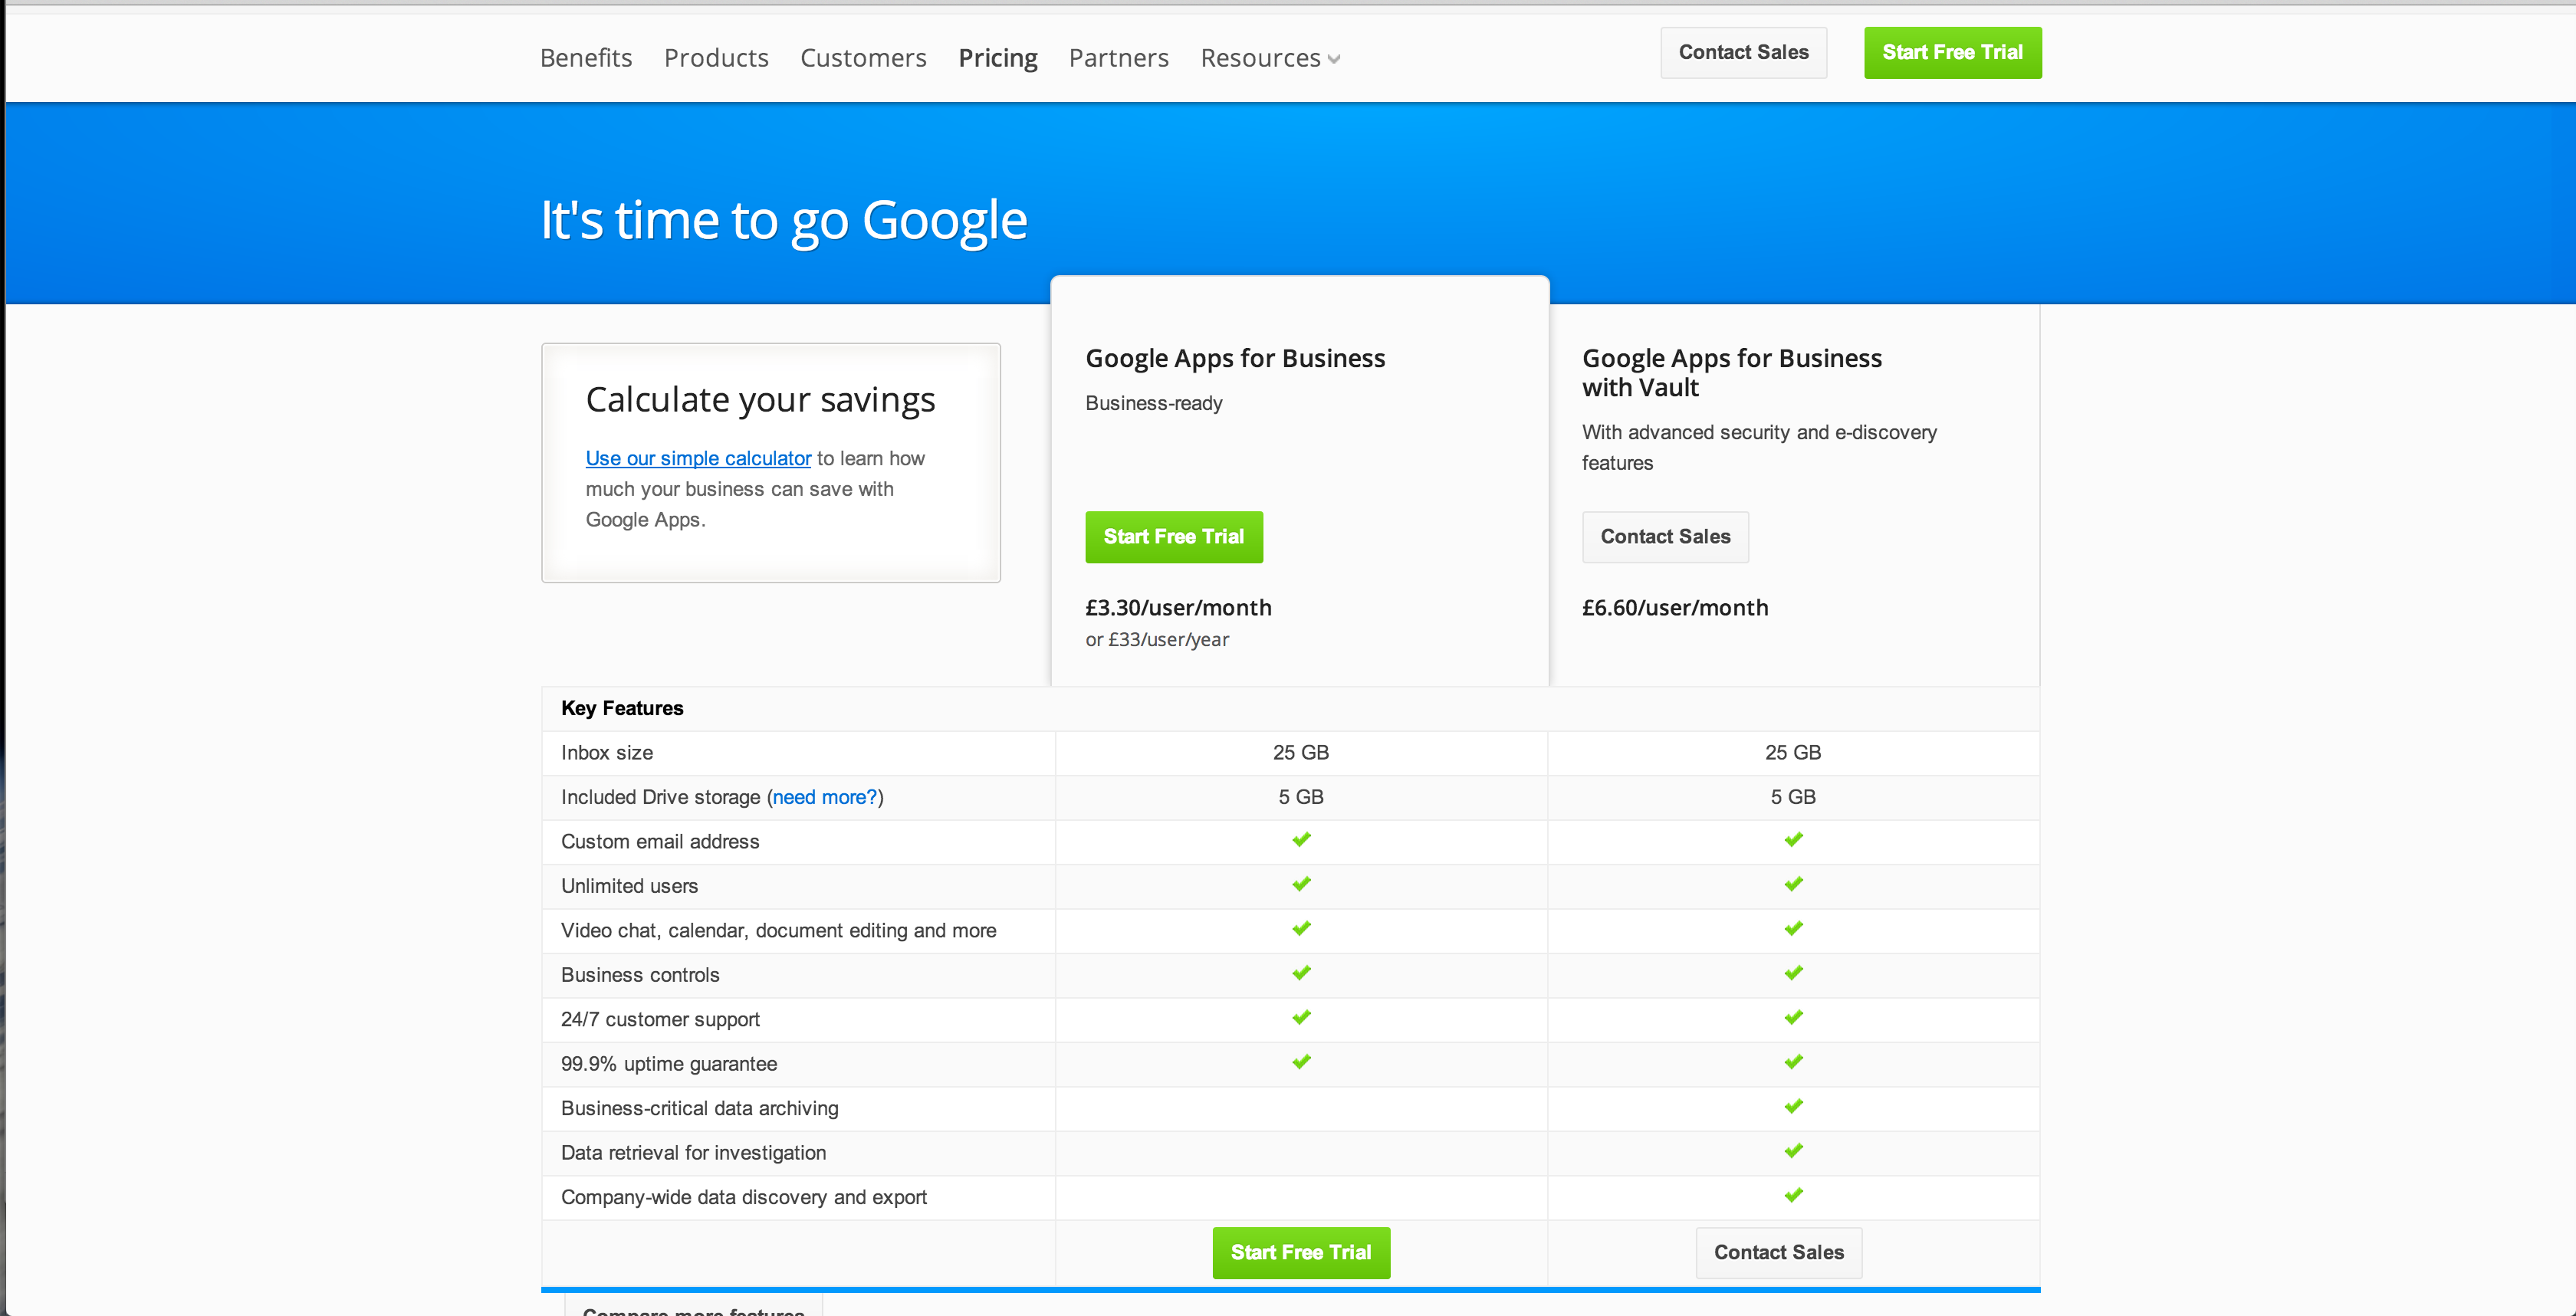 Benefits Products Customers Pricing Partners Resources
Contact Sales
Start Free Trial
It's time to go Google
Calculate your savings
Use our simple calculator to learn how
much your business can save with
Google Apps.
Google Apps for Business
Business-ready
Start Free Trial
£3.30/user/month
or £33/user/year
Google Apps for Business
with Vault
With advanced security and e-discovery
features
Contact Sales
£6.60/user/month
Key Features
Inbox size 25 GB 25 GB
Included Drive storage (need more?) 5 GB 5 GB
Custom email address
Unlimited users
Video chat, calendar, document editing and more
Business controls
24/7 customer support
99.9% uptime guarantee
Business-critical data archiving
Data retrieval for investigation
Company-wide data discovery and export
Start Free Trial Contact Sales
Compare more features